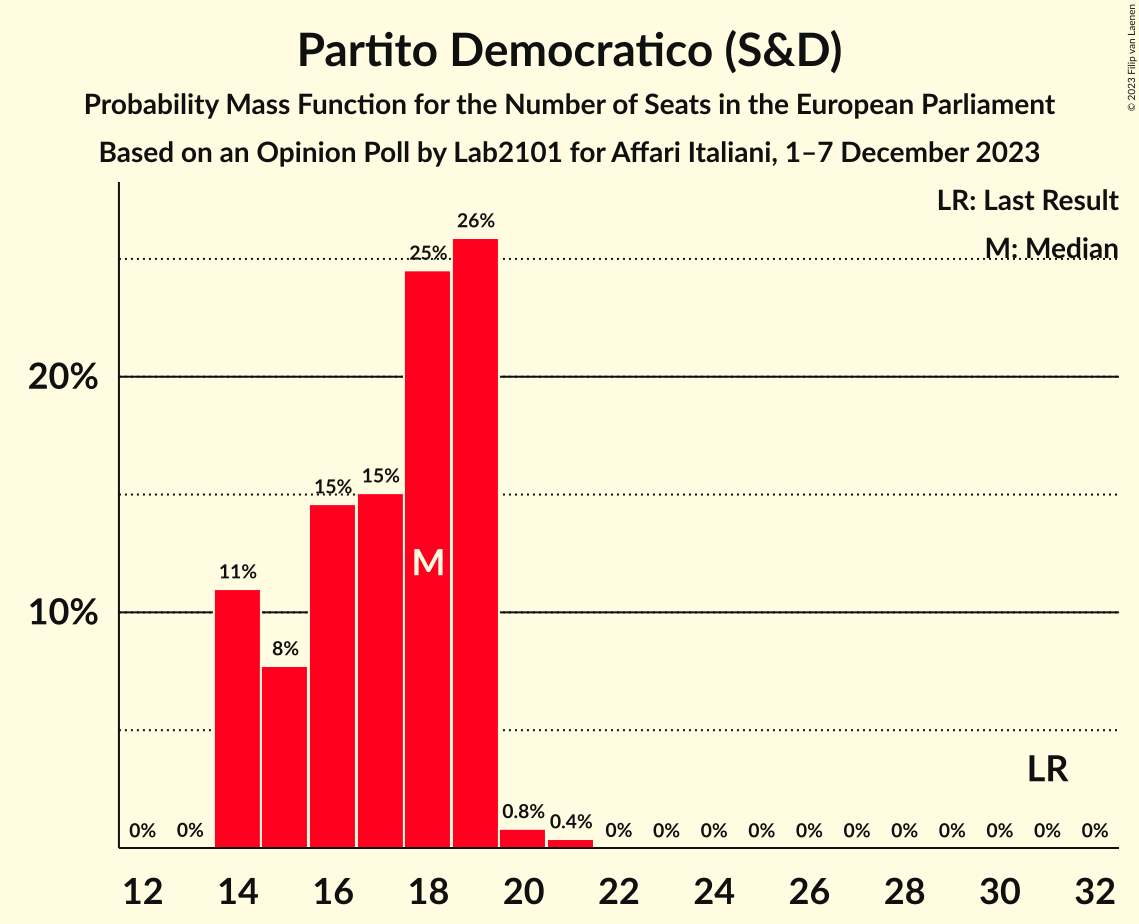 Partito Democratico (S&D)
Probability Mass Function for the Number of Seats in the European Parliament
Based on an Opinion Poll by Lab2101 for Affari Italiani, 1–7 December 2023
© 2023 Filip van Laenen
LR: Last Result
M: Median
20%
10%
0% 0% 11% 8% 15% 15% 25% 26% 0.8% 0.4% 0% 0% 0% 0% 0% 0% 0% 0% 0% 0% 0%
M
LR
12 14 16 18 20 22 24 26 28 30 32